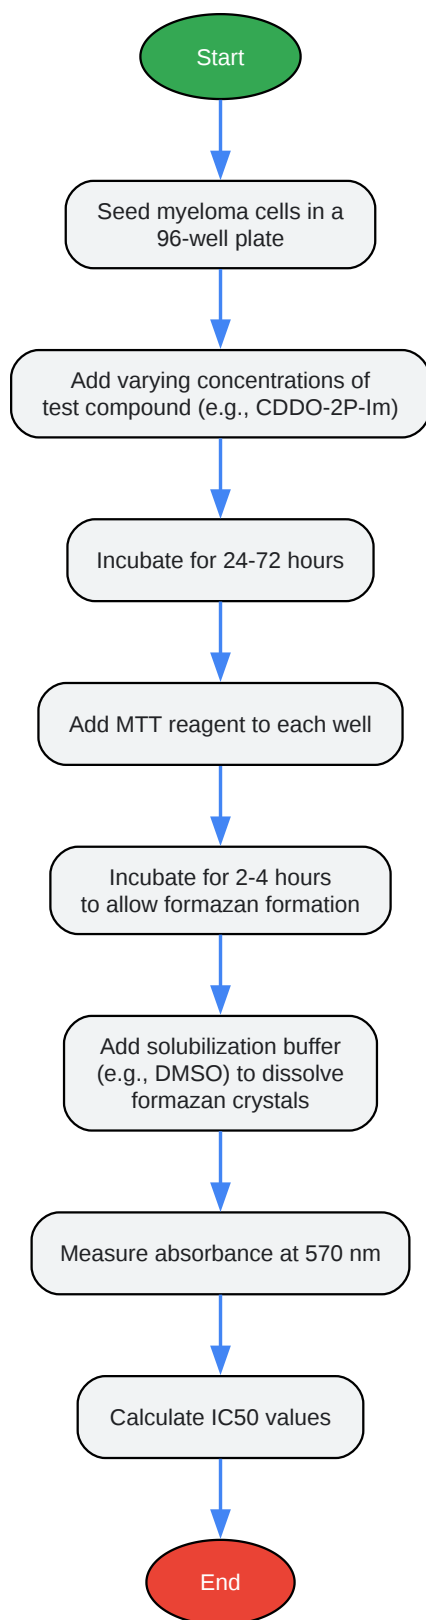 Start
Seed myeloma cells in a
96-well plate
Add varying concentrations of
test compound (e.g., CDDO-2P-Im)
Incubate for 24-72 hours
Add MTT reagent to each well
Incubate for 2-4 hours
to allow formazan formation
Add solubilization buffer
(e.g., DMSO) to dissolve
formazan crystals
Measure absorbance at 570 nm
Calculate IC50 values
End